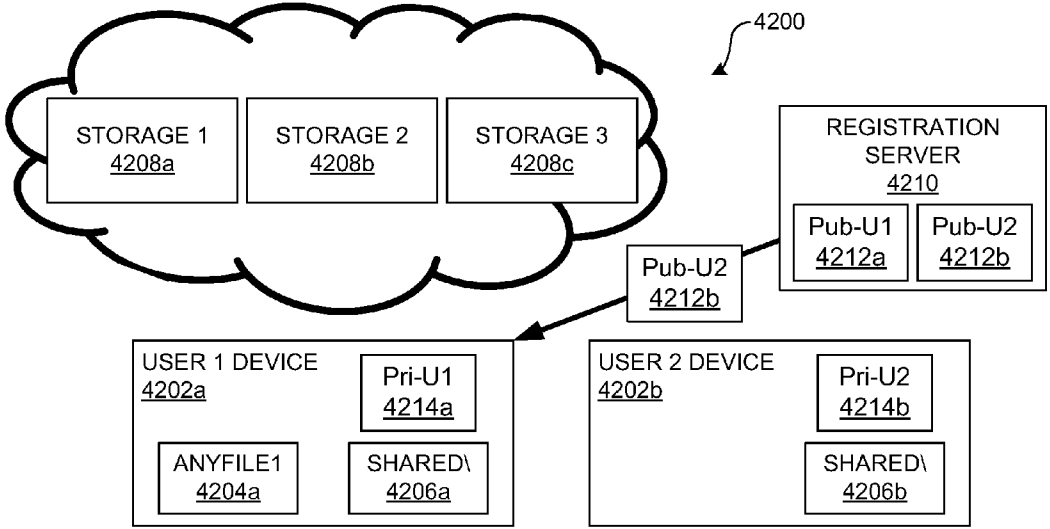 4200
STORAGE 1
4208a
STORAGE 2
4208b
STORAGE 3
4208c
REGISTRATION
SERVER
4210
Pub-U1
4212a
Pub-U2
4212b
Pub-U2
4212b
USER 1 DEVICE
4202a
Pri-U1
4214a
ANYFILE1
4204a
SHARED\
4206a
USER 2 DEVICE
4202b
Pri-U2
4214b
SHARED\
4206b